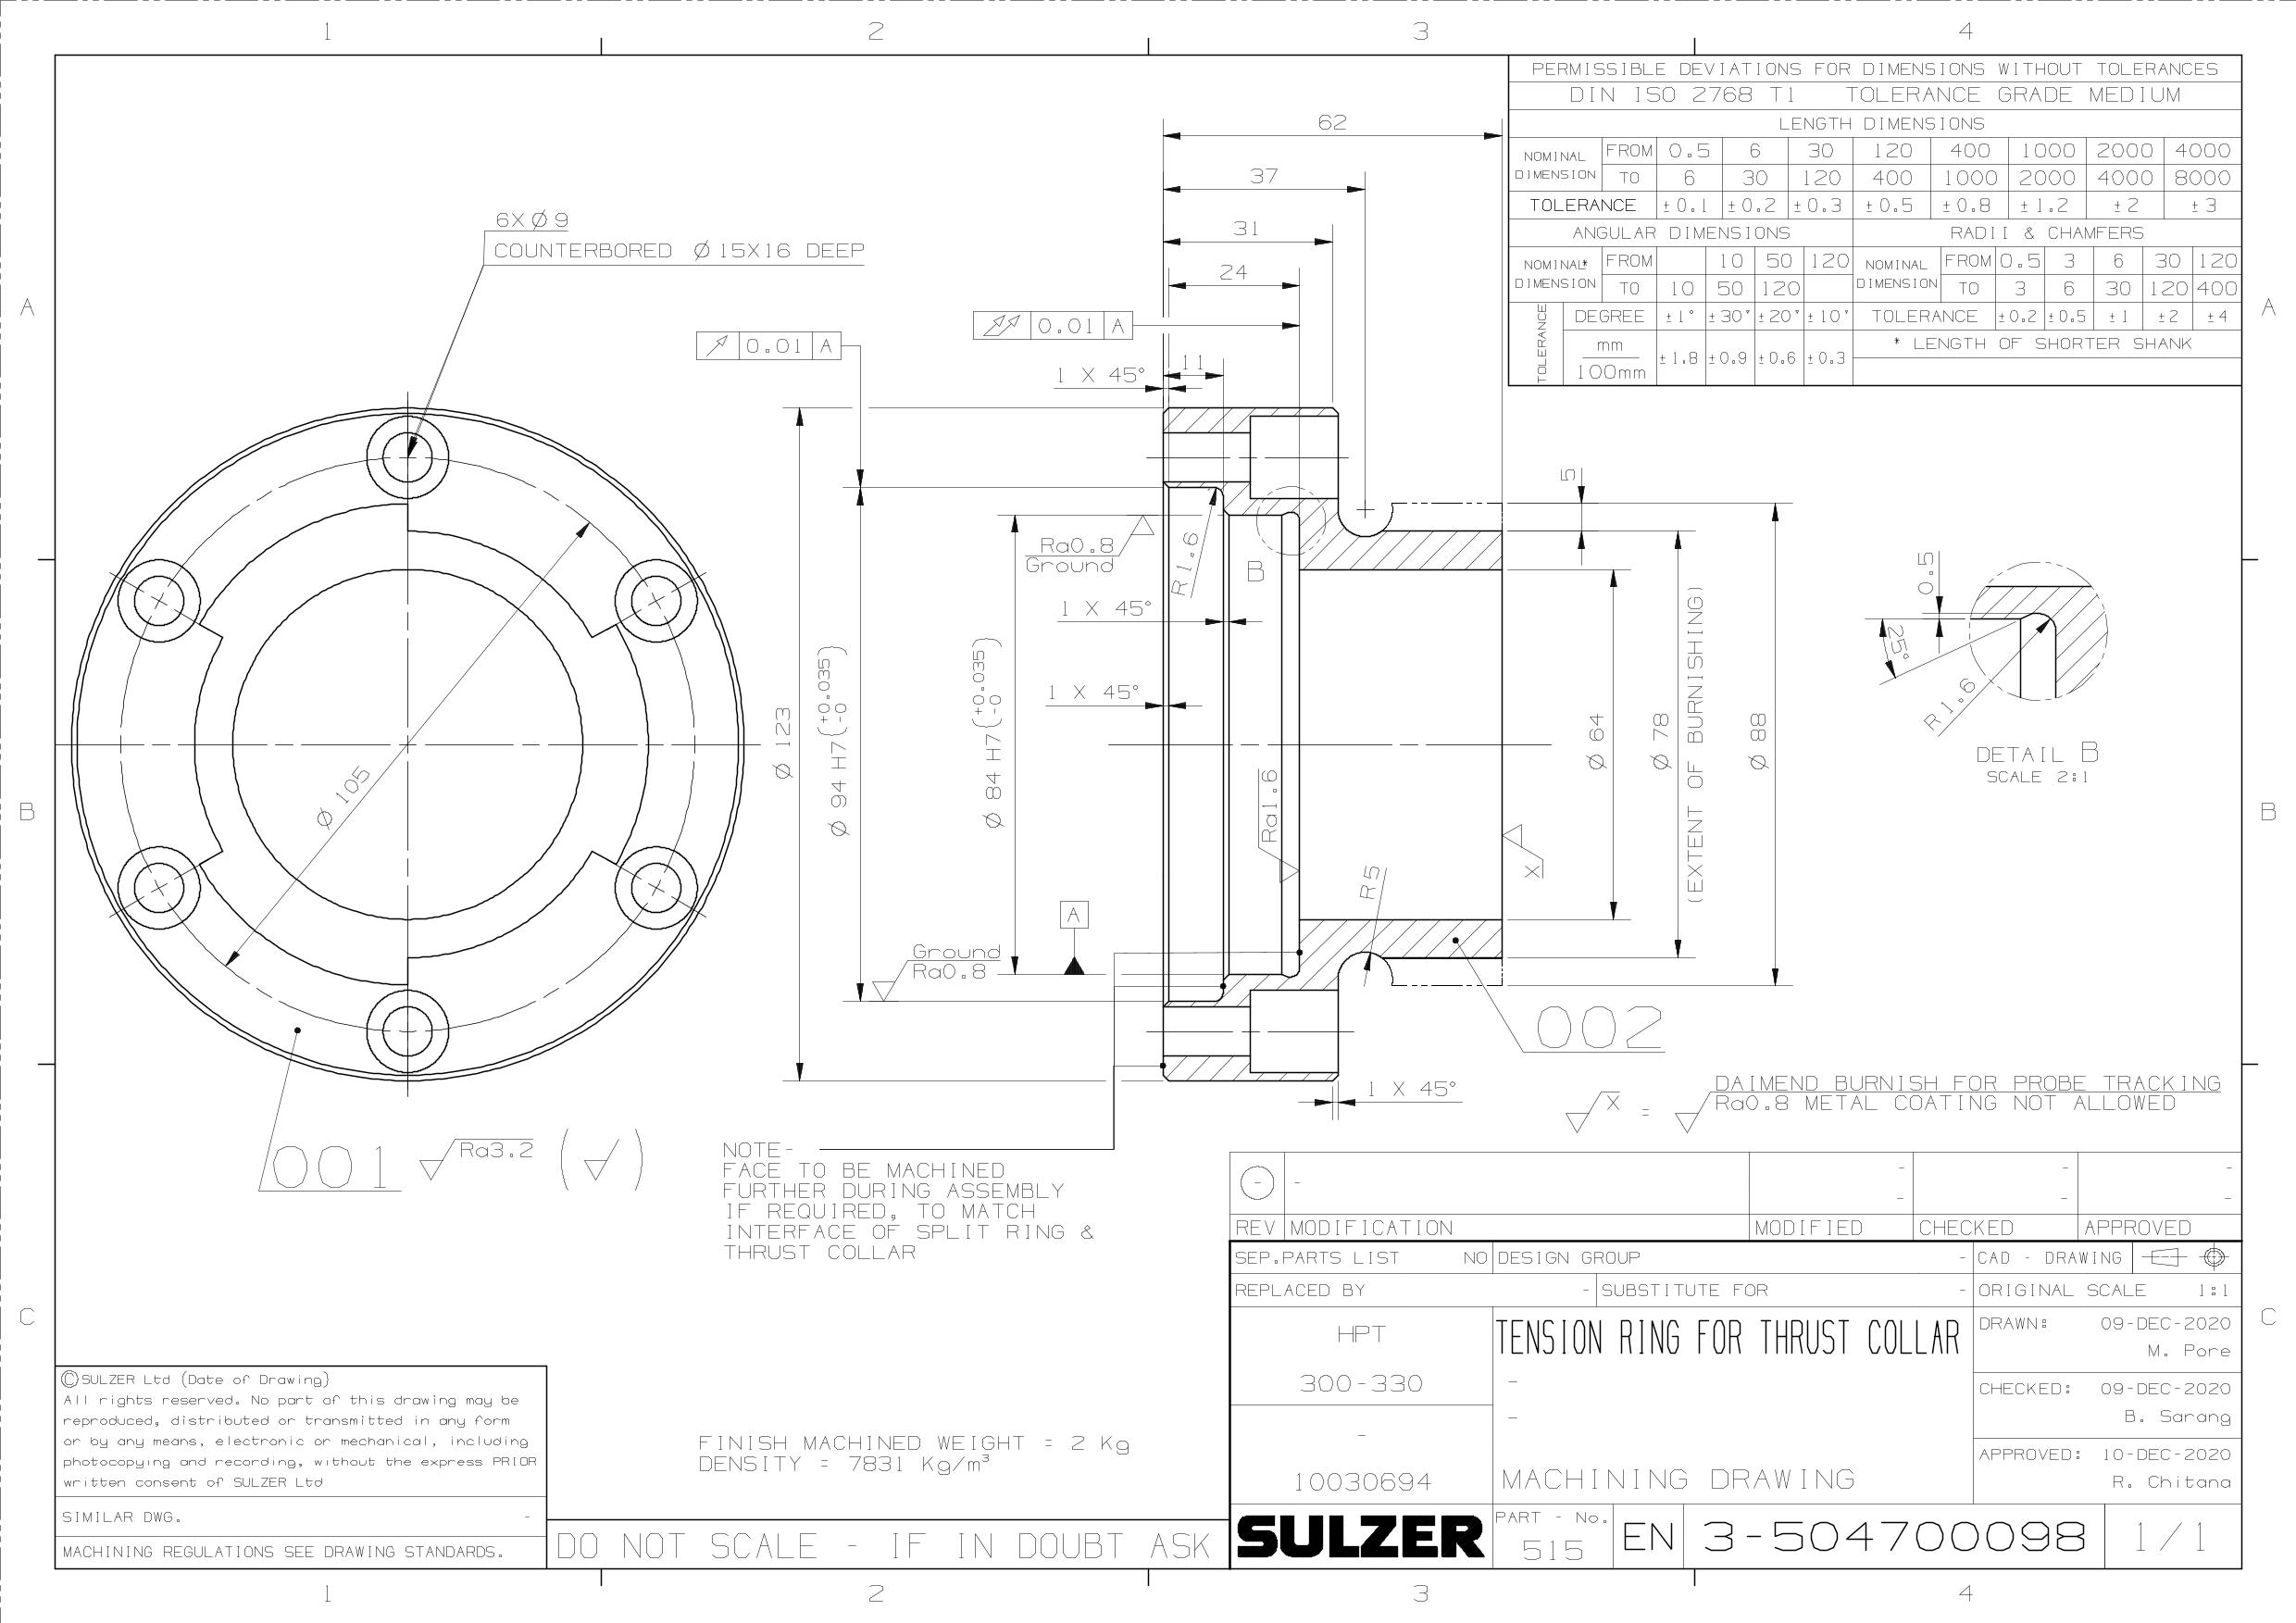 1 2 3 4
A
B
C
A
B
C
1 2 3 4
PERMISSIBLE DEVIATIONS FOR DIMENSIONS WITHOUT TOLERANCES
DIN ISO 2768 T1 TOLERANCE GRADE MEDIUM
LENGTH DIMENSIONS
NOMINAL DIMENSION FROM 0.5 6 30 120 400 1000 2000 4000
TO 6 30 120 400 1000 2000 4000 8000
TOLERANCE ±0.1 ±0.2 ±0.3 ±0.5 ±0.8 ±1.2 ±2 ±3
ANGULAR DIMENSIONS RADII & CHAMFERS
NOMINAL* DIMENSION FROM 10 50 120 NOMINAL DIMENSION FROM 0.5 3 6 30 120
TO 10 50 120 TO 3 6 30 120 400
TOLERANCE DEGREE ±1° ±30' ±20' ±10' TOLERANCE ±0.2 ±0.5 ±1 ±2 ±4
mm
100mm ±1.8 ±0.9 ±0.6 ±0.3
* LENGTH OF SHORTER SHANK
6X Ø 9
COUNTERBORED Ø 15X16 DEEP
Ø 105
001
Ra3.2
62
37
31
24
11
0.01 A
0.01 A
1 X 45°
Ø 123
Ø 94 H7(+0.035 -0)
Ø 84 H7(+0.035 -0)
Ra0.8
Ground
R1.6
B
1 X 45°
1 X 45°
Ra1.6
A
Ground
Ra0.8
R5
5
Ø 64
Ø 78
(EXTENT OF BURNISHING)
Ø 88
X
002
1 X 45°
0.5
25°
R1.6
DETAIL B
SCALE 2:1
X =
DAIMEND BURNISH FOR PROBE TRACKING
Ra0.8 METAL COATING NOT ALLOWED
NOTE-
FACE TO BE MACHINED
FURTHER DURING ASSEMBLY
IF REQUIRED, TO MATCH
INTERFACE OF SPLIT RING &
THRUST COLLAR
FINISH MACHINED WEIGHT = 2 Kg
DENSITY = 7831 Kg/m³
©SULZER Ltd (Date of Drawing)
All rights reserved. No part of this drawing may be
reproduced, distributed or transmitted in any form
or by any means, electronic or mechanical, including
photocopying and recording, without the express PRIOR
written consent of SULZER Ltd
SIMILAR DWG. -
MACHINING REGULATIONS SEE DRAWING STANDARDS.
DO NOT SCALE - IF IN DOUBT ASK
- - - - -
- - -
REV MODIFICATION MODIFIED CHECKED APPROVED
SEP.PARTS LIST NO DESIGN GROUP - CAD - DRAWING
REPLACED BY - SUBSTITUTE FOR - ORIGINAL SCALE 1:1
HPT
300-330
-
10030694
TENSION RING FOR THRUST COLLAR
-
-
MACHINING DRAWING
DRAWN: 09-DEC-2020
M. Pore
CHECKED: 09-DEC-2020
B. Sarang
APPROVED: 10-DEC-2020
R. Chitana
SULZER
PART - No.
515
EN
3-504700098
1/1